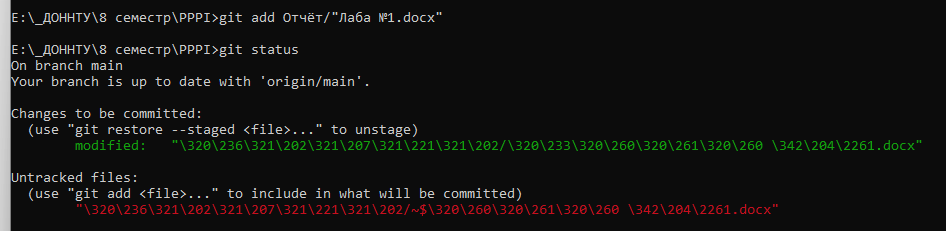 E:\_ДОННТУ\8 семестр\PPPI>git add Отчёт/"Лаба №1.docx"
E:\_ДОННТУ\8 семестр\PPPI>git status
On branch main
Your branch is up to date with 'origin/main'.
Changes to be committed:
(use "git restore --staged <file>..." to unstage)
modified:   "\320\236\321\202\321\207\321\221\321\202/\320\233\320\260\320\261\320\260 \342\204\2261.docx"
Untracked files:
(use "git add <file>..." to include in what will be committed)
"\320\236\321\202\321\207\321\221\321\202/~$\320\260\320\261\320\260 \342\204\2261.docx"